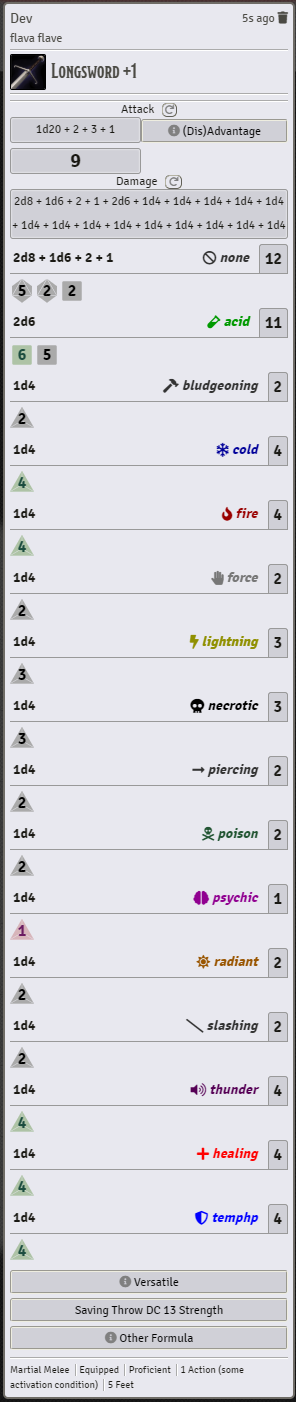 Dev 5s ago
flava flave
Longsword +1
Attack
1d20 + 2 + 3 + 1 (Dis)Advantage
9
Damage
2d8 + 1d6 + 2 + 1 + 2d6 + 1d4 + 1d4 + 1d4 + 1d4 + 1d4
+ 1d4 + 1d4 + 1d4 + 1d4 + 1d4 + 1d4 + 1d4 + 1d4 + 1d4
2d8 + 1d6 + 2 + 1 none 12
5 2 2
2d6 acid 11
6 5
1d4 bludgeoning 2
2
1d4 cold 4
4
1d4 fire 4
4
1d4 force 2
2
1d4 lightning 3
3
1d4 necrotic 3
3
1d4 piercing 2
2
1d4 poison 2
2
1d4 psychic 1
1
1d4 radiant 2
2
1d4 slashing 2
2
1d4 thunder 4
4
1d4 healing 4
4
1d4 temphp 4
4
Versatile
Saving Throw DC 13 Strength
Other Formula
Martial Melee | Equipped | Proficient | 1 Action (some
activation condition) | 5 Feet